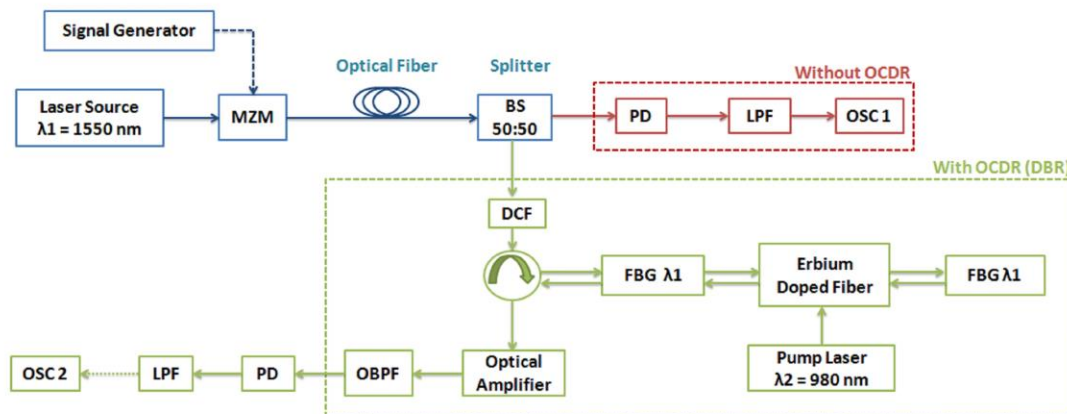 Signal Generator
Optical Fiber
Splitter
Without OCDR
Laser Source
λ1 = 1550 nm
MZM
BS
50:50
PD
LPF
OSC 1
With OCDR (DBR)
DCF
FBG λ1
Erbium
Doped Fiber
FBG λ1
OSC 2
LPF
PD
OBPF
Optical
Amplifier
Pump Laser
λ2 = 980 nm